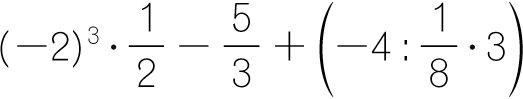 (−2)³ · 1/2 − 5/3 + (−4 : 1/8 · 3)